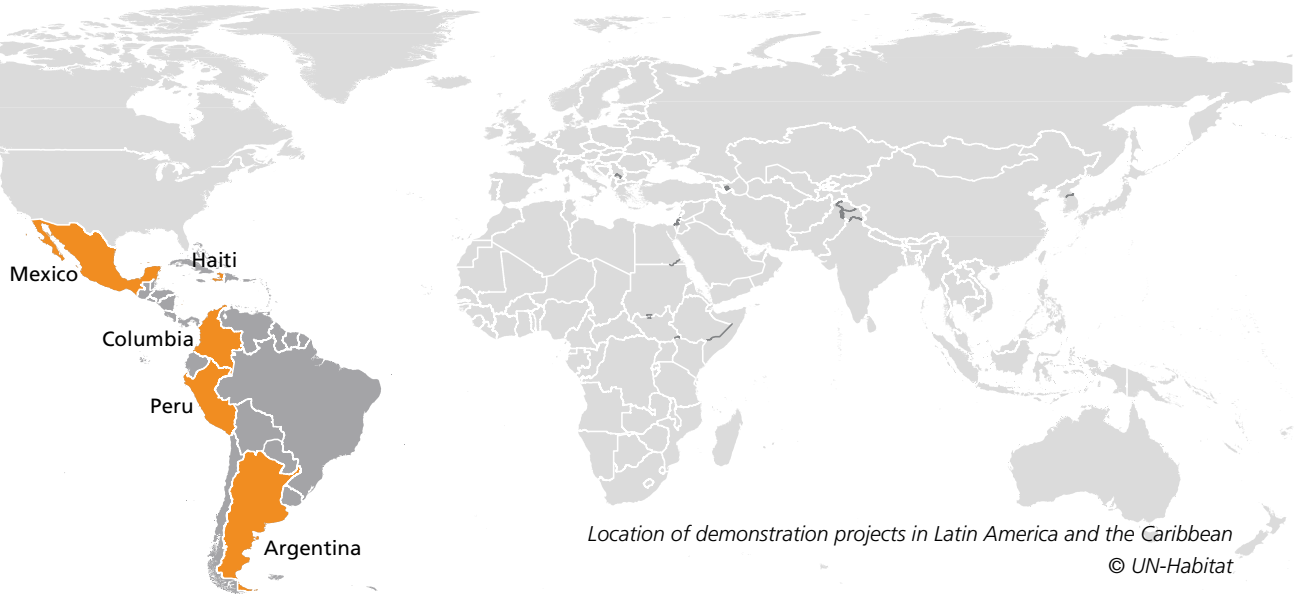 Haiti
Mexico
Columbia
Peru
Argentina
Location of demonstration projects in Latin America and the Caribbean
© UN-Habitat